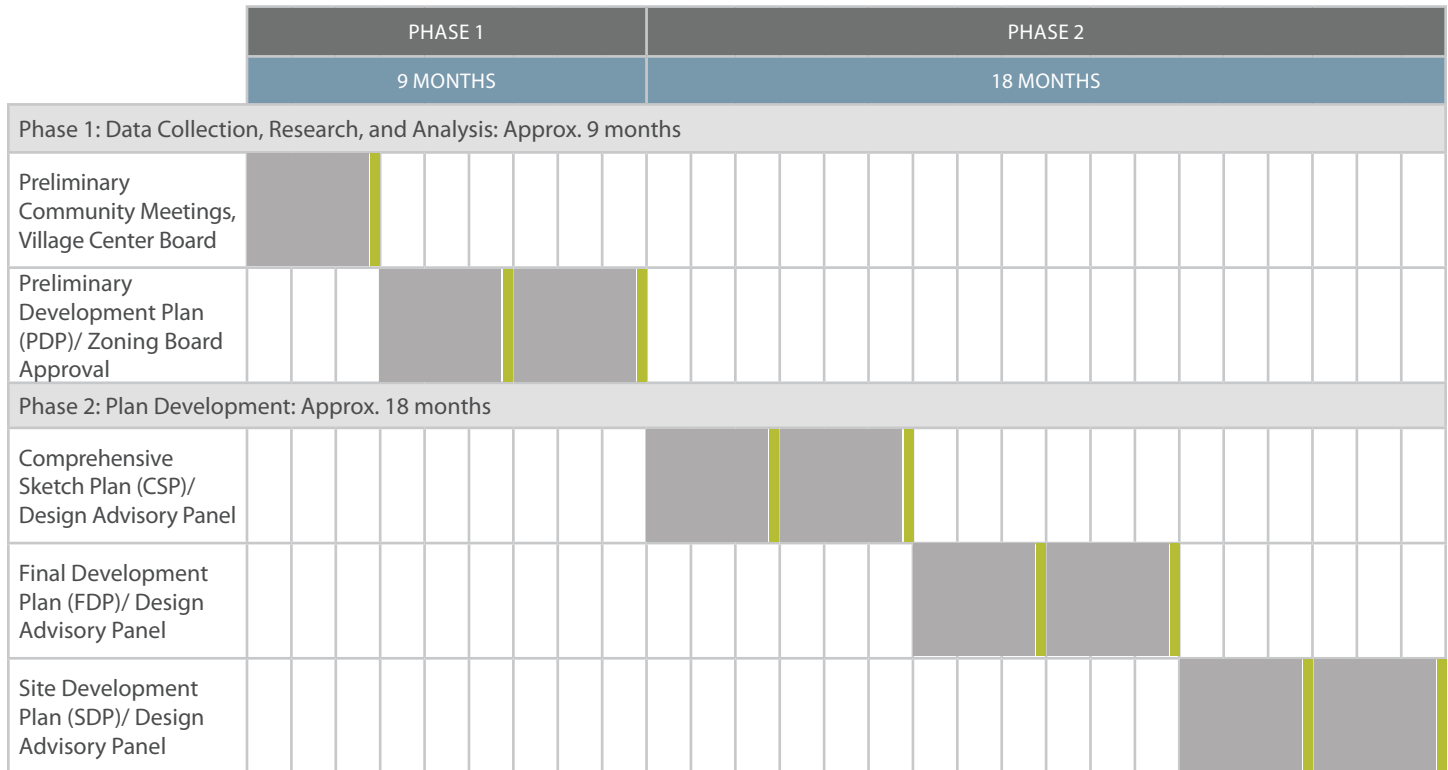 PHASE 1
PHASE 2
9 MONTHS
18 MONTHS
Phase 1: Data Collection, Research, and Analysis: Approx. 9 months
Preliminary
Community Meetings,
Village Center Board
Preliminary
Development Plan
(PDP)/ Zoning Board
Approval
Phase 2: Plan Development: Approx. 18 months
Comprehensive
Sketch Plan (CSP)/
Design Advisory Panel
Final Development
Plan (FDP)/ Design
Advisory Panel
Site Development
Plan (SDP)/ Design
Advisory Panel